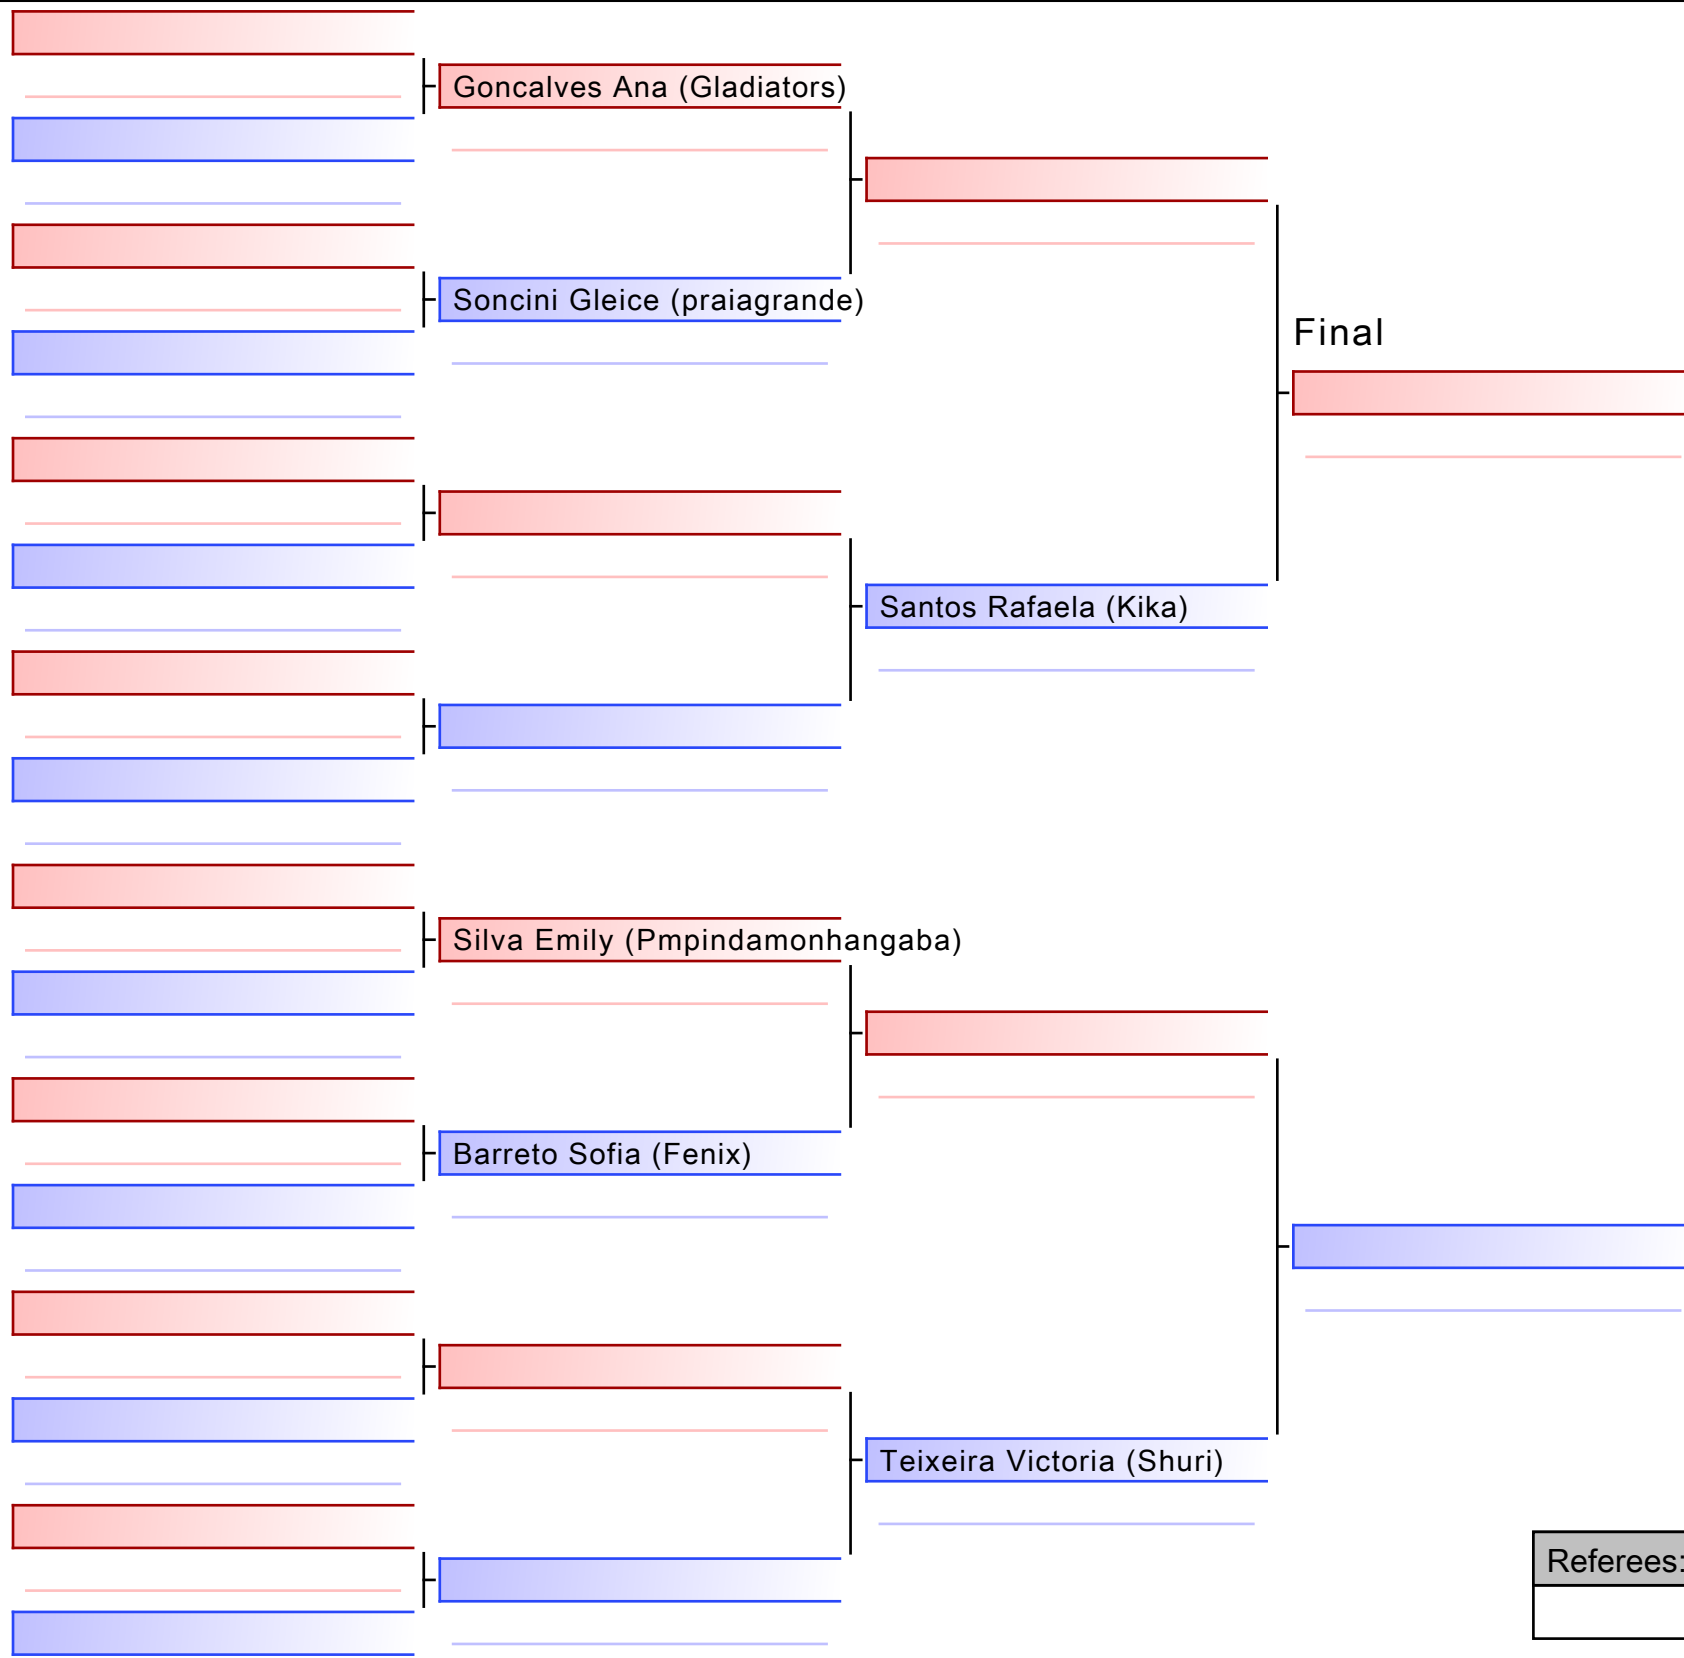 Goncalves Ana (Gladiators)
Soncini Gleice (praiagrande)
Final
Santos Rafaela (Kika)
Silva Emily (Pmpindamonhangaba)
Barreto Sofia (Fenix)
Teixeira Victoria (Shuri)
Referees: